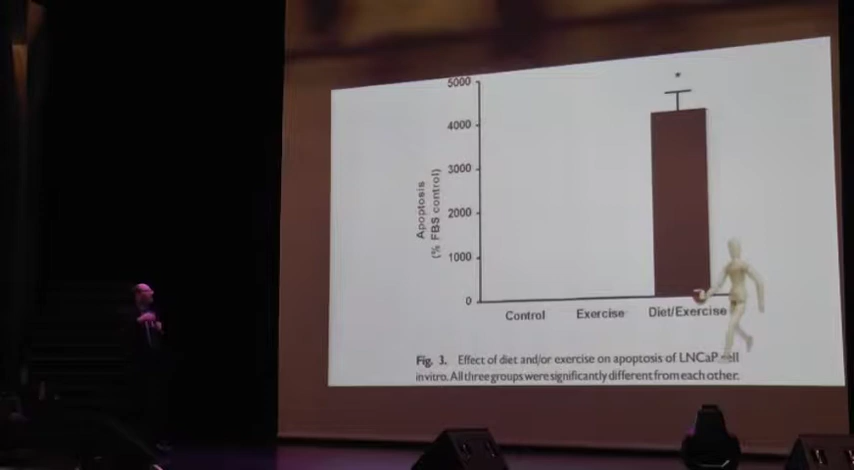 *
5000
4000
3000
2000
1000
0
Apoptosis
(% FBS control)
Control Exercise Diet/Exercise
Fig. 3. Effect of diet and/or exercise on apoptosis of LNCaP
in vitro. All three groups were significantly different from each other.